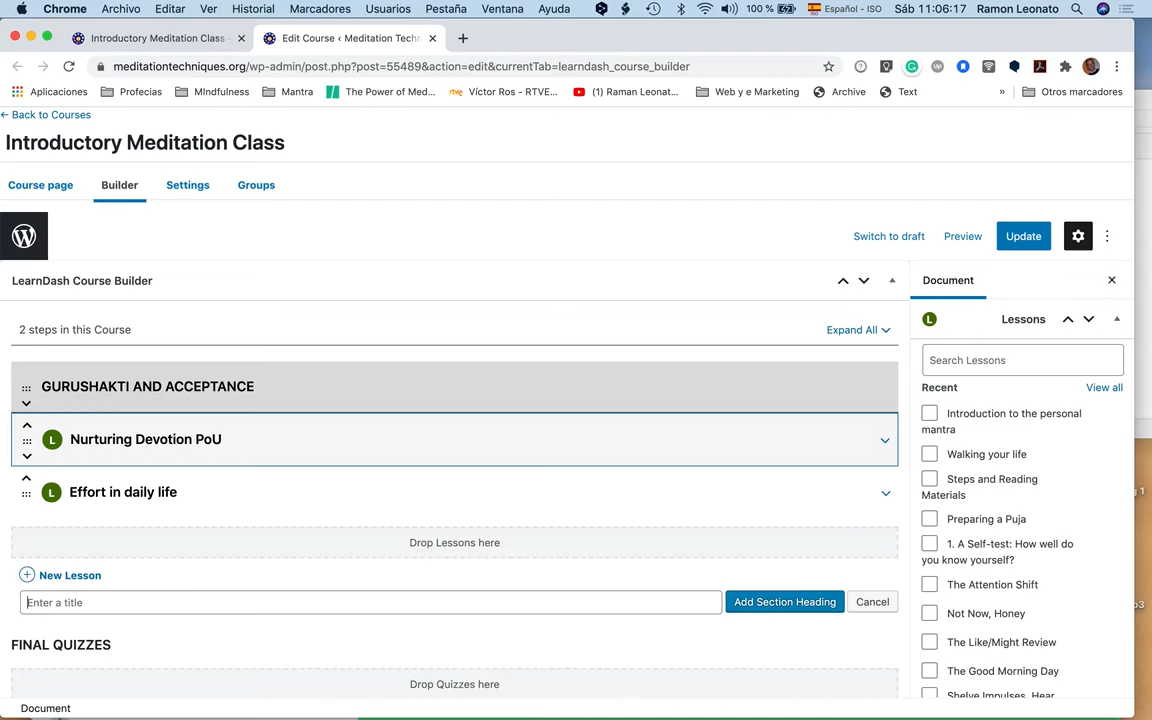 Chrome Archivo Editar Ver Historial Marcadores Usuarios Pestaña Ventana Ayuda 100 % Español - ISO Sáb 11:06:17 Ramon Leonato
Introductory Meditation Class Edit Course ‹ Meditation Techn
meditationtechniques.org/wp-admin/post.php?post=55489&action=edit&currentTab=learndash_course_builder
Aplicaciones Profecias MIndfulness Mantra The Power of Med... rtve Víctor Ros - RTVE... (1) Raman Leonat... Web y e Marketing Archive Text » Otros marcadores
← Back to Courses
Introductory Meditation Class
Course page Builder Settings Groups
Switch to draft Preview Update
LearnDash Course Builder Document
L Lessons
2 steps in this Course Expand All
Search Lessons
Recent View all
GURUSHAKTI AND ACCEPTANCE
Introduction to the personal
mantra
L Nurturing Devotion PoU
Walking your life
Steps and Reading
Materials
L Effort in daily life
Preparing a Puja
Drop Lessons here
1. A Self-test: How well do
you know yourself?
New Lesson
The Attention Shift
Enter a title Add Section Heading Cancel
Not Now, Honey
FINAL QUIZZES
The Like/Might Review
The Good Morning Day
Drop Quizzes here
Shelve Impulses, Hear
Document
g 1
o3